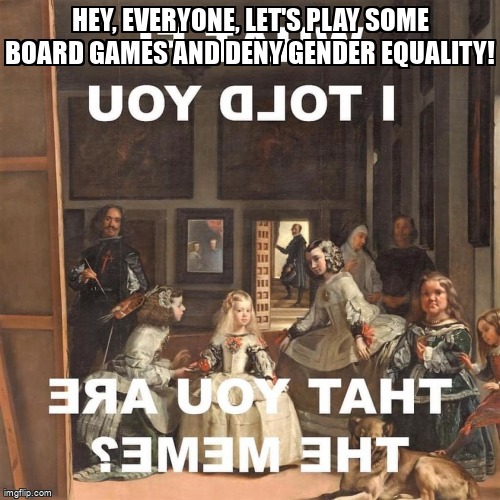 HEY, EVERYONE, LET'S PLAY SOME
BOARD GAMES AND DENY GENDER EQUALITY!
I TOLD YOU
THAT YOU ARE
THE MEME?
imgflip.com